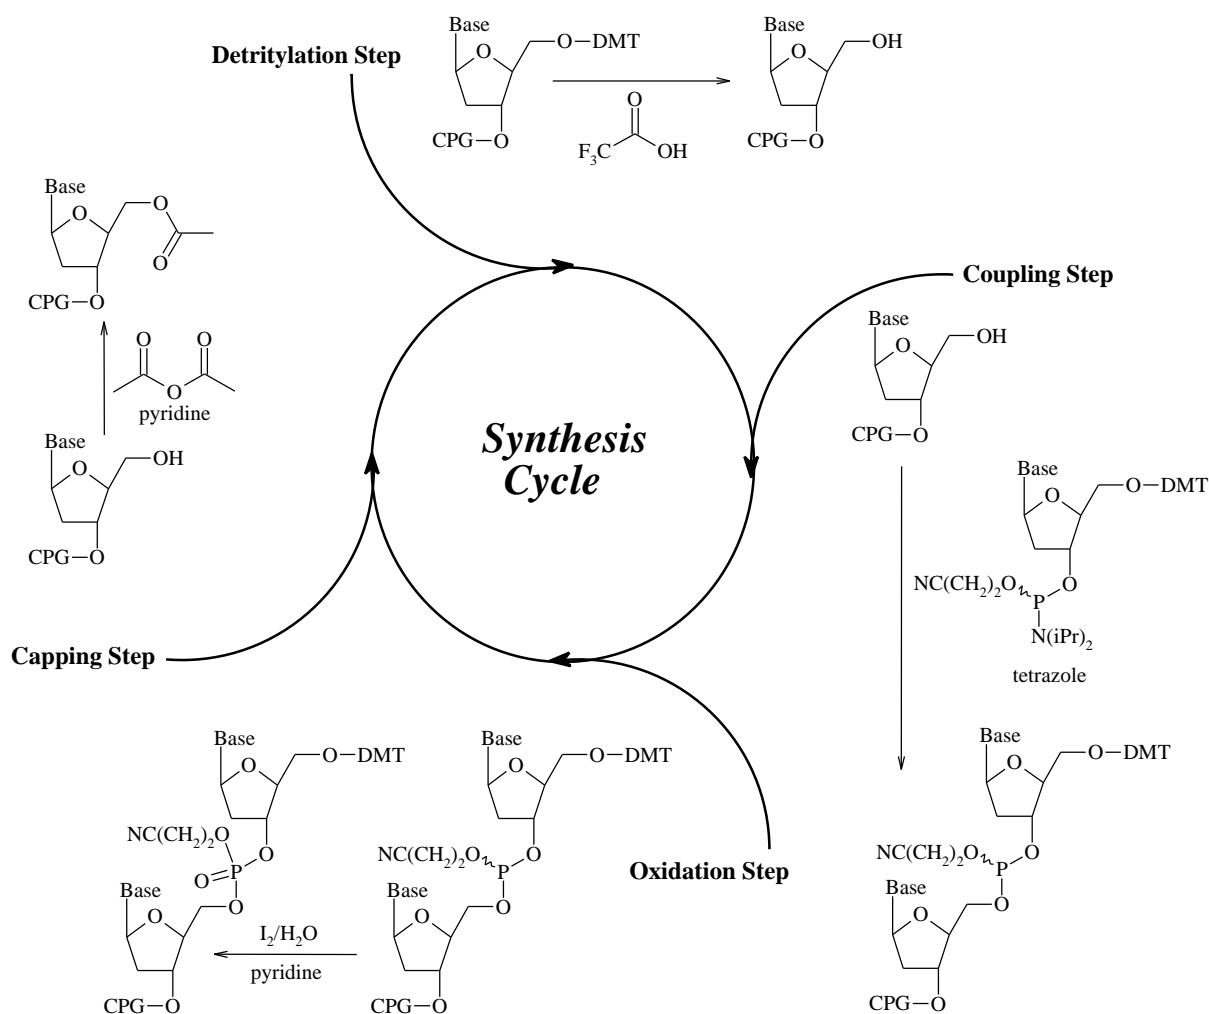 Detritylation Step
Base
O
O–DMT
CPG–O
O
F3C
OH
Base
O
OH
CPG–O
Coupling Step
Base
O
OH
CPG–O
Base
O
O–DMT
NC(CH2)2O
O
P
N(iPr)2
tetrazole
Base
O
O–DMT
NC(CH2)2O
O
P
O
Base
O
CPG–O
Synthesis
Cycle
Oxidation Step
Base
O
O–DMT
NC(CH2)2O
O
P
O
Base
O
CPG–O
I2/H2O
pyridine
Base
O
O–DMT
NC(CH2)2O
O
O=P
O
Base
O
CPG–O
Capping Step
Base
O
OH
CPG–O
O
O
O
pyridine
Base
O
O
O
CPG–O